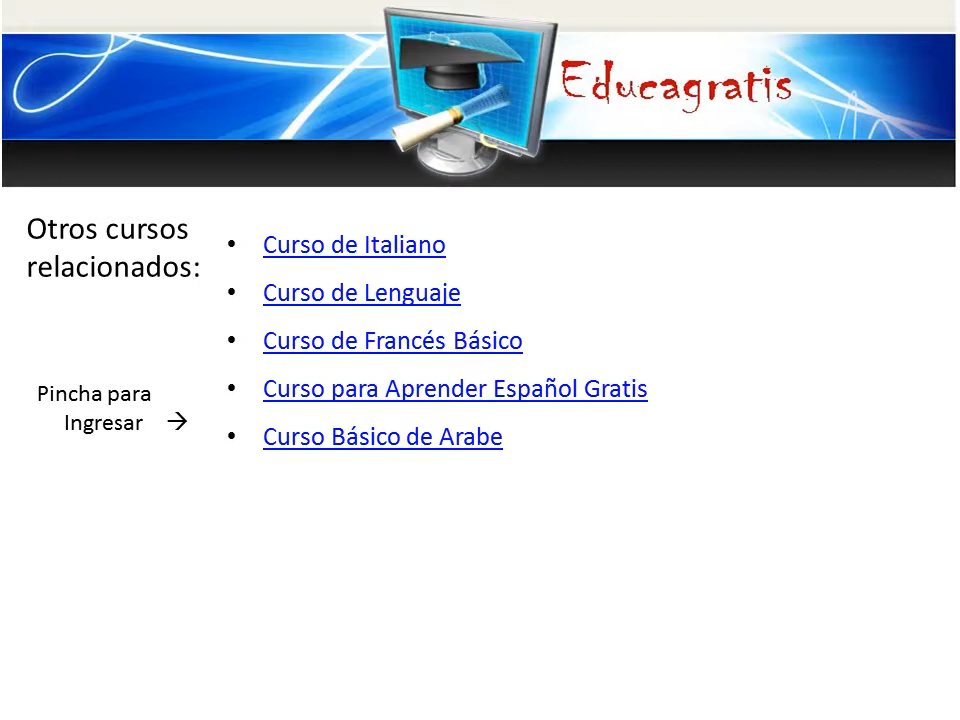 Educagratis
Otros cursos
relacionados:
• Curso de Italiano
• Curso de Lenguaje
• Curso de Francés Básico
• Curso para Aprender Español Gratis
• Curso Básico de Arabe
Pincha para
Ingresar →